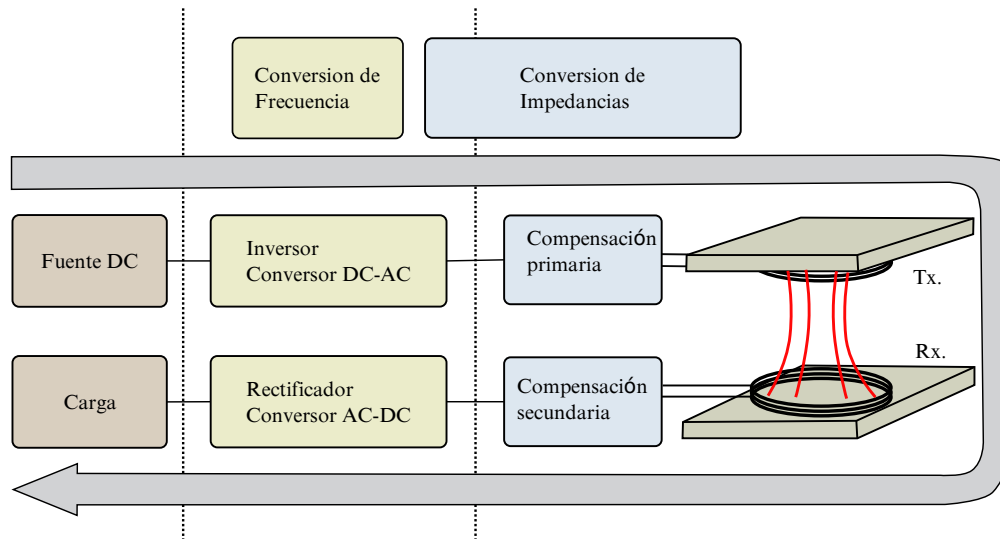 Conversion de
Frecuencia
Conversion de
Impedancias
Fuente DC
Inversor
Conversor DC-AC
Compensación
primaria
Tx.
Carga
Rectificador
Conversor AC-DC
Compensación
secundaria
Rx.